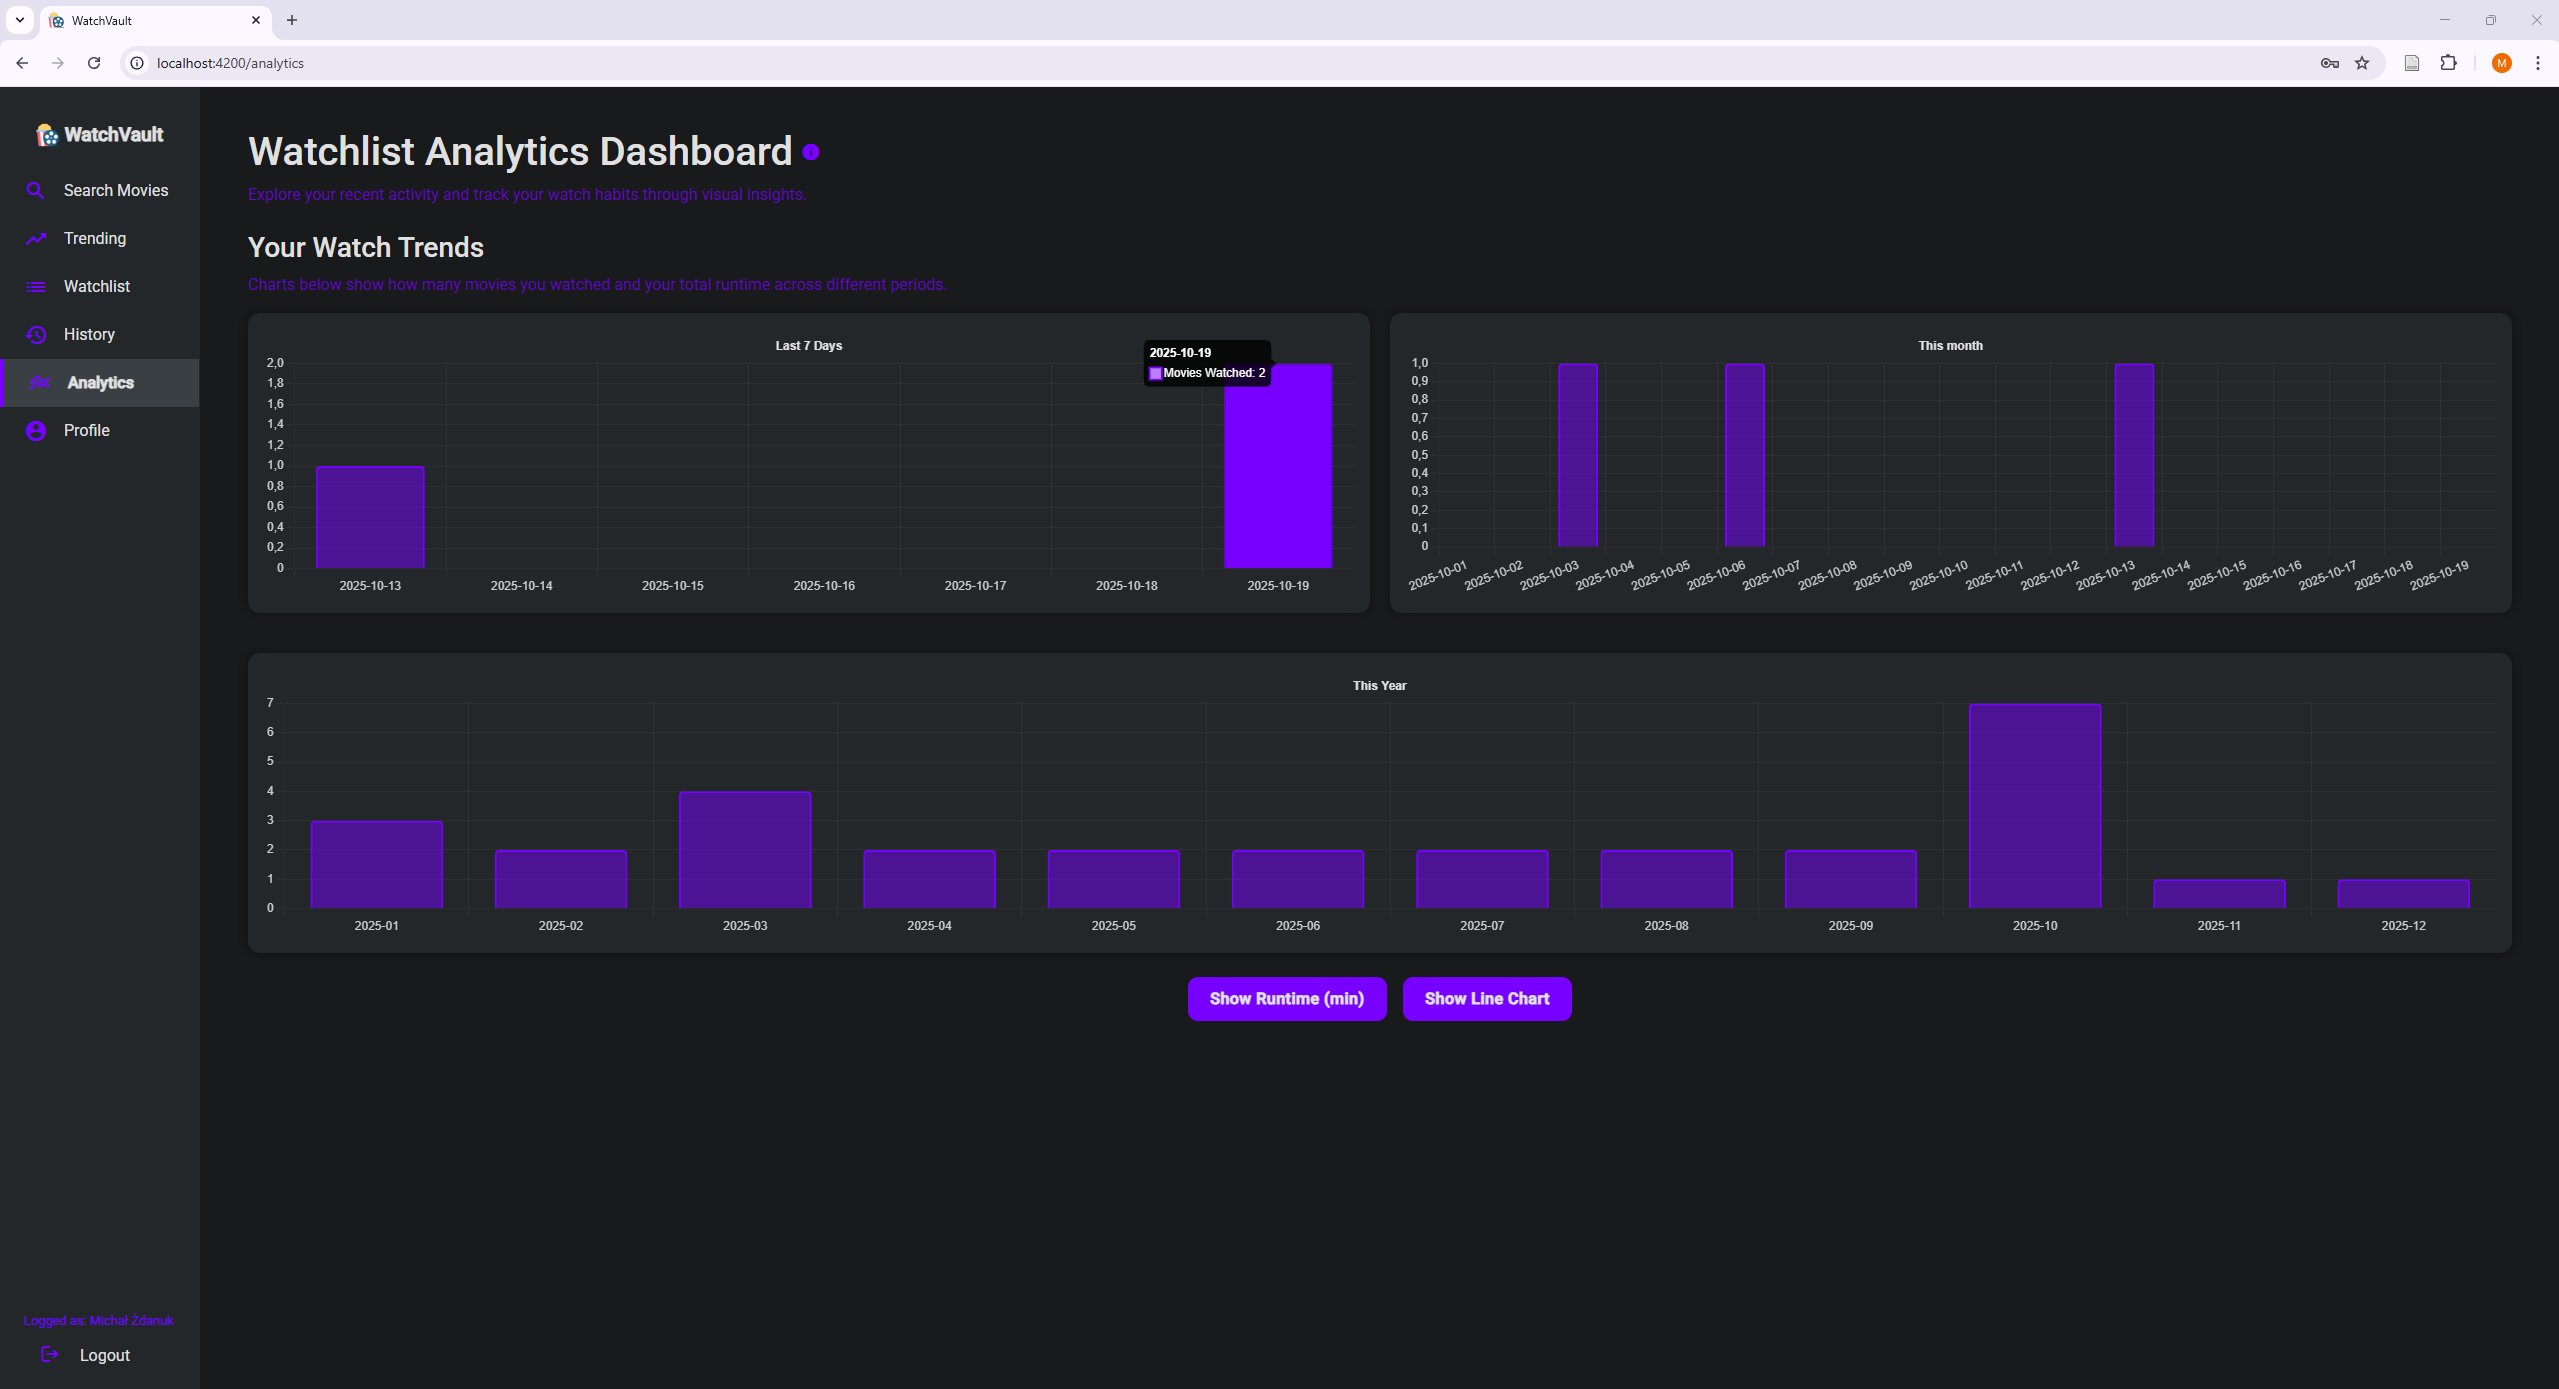 WatchVault
localhost:4200/analytics
M
WatchVault
Search Movies
Trending
Watchlist
History
Analytics
Profile
Logged as: Michał Żdanuk
Logout
Watchlist Analytics Dashboard
Explore your recent activity and track your watch habits through visual insights.
Your Watch Trends
Charts below show how many movies you watched and your total runtime across different periods.
Last 7 Days
2025-10-19
Movies Watched: 2
2,0
1,8
1,6
1,4
1,2
1,0
0,8
0,6
0,4
0,2
0
2025-10-13 2025-10-14 2025-10-15 2025-10-16 2025-10-17 2025-10-18 2025-10-19
This month
1,0
0,9
0,8
0,7
0,6
0,5
0,4
0,3
0,2
0,1
0
2025-10-01 2025-10-02 2025-10-03 2025-10-04 2025-10-05 2025-10-06 2025-10-07 2025-10-08 2025-10-09 2025-10-10 2025-10-11 2025-10-12 2025-10-13 2025-10-14 2025-10-15 2025-10-16 2025-10-17 2025-10-18 2025-10-19
This Year
7
6
5
4
3
2
1
0
2025-01 2025-02 2025-03 2025-04 2025-05 2025-06 2025-07 2025-08 2025-09 2025-10 2025-11 2025-12
Show Runtime (min) Show Line Chart